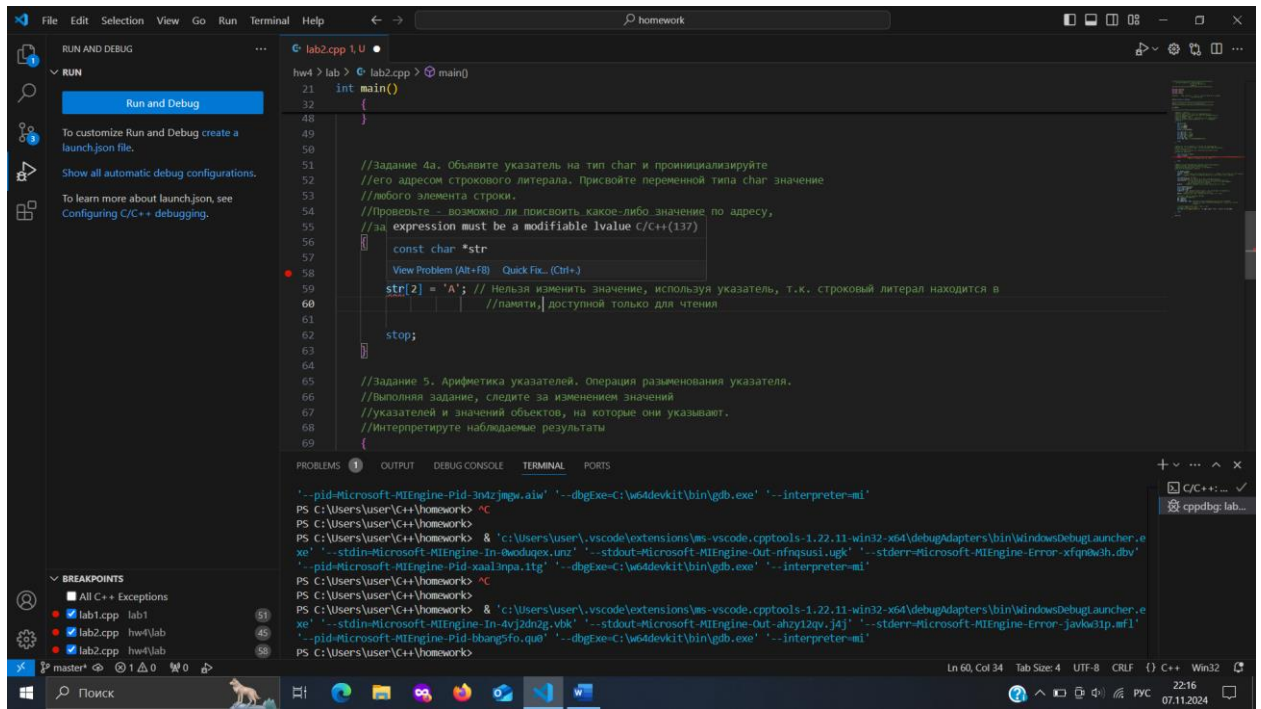 File Edit Selection View Go Run Terminal Help
homework
RUN AND DEBUG
RUN
Run and Debug
To customize Run and Debug create a
launch.json file.
Show all automatic debug configurations.
To learn more about launch.json, see
Configuring C/C++ debugging.
BREAKPOINTS
All C++ Exceptions
lab1.cpp lab1 51
lab2.cpp hw4\lab 45
lab2.cpp hw4\lab 58
lab2.cpp 1, U
hw4 > lab > lab2.cpp > main()
21 int main()
32 {
48 }
49
50
51 //Задание 4а. Объявите указатель на тип char и проинициализируйте
52 //его адресом строкового литерала. Присвойте переменной типа char значение
53 //любого элемента строки.
54 //Проверьте - возможно ли поисвоить какое-либо значение по адресу,
55 //за
expression must be a modifiable lvalue C/C++(137)
56 {
const char *str
57
58
View Problem (Alt+F8) Quick Fix... (Ctrl+.)
59 str[2] = 'A'; // Нельзя изменить значение, используя указатель, т.к. строковый литерал находится в
60 //памяти, доступной только для чтения
61
62 stop;
63 }
64
65 //Задание 5. Арифметика указателей. Операция разыменования указателя.
66 //Выполняя задание, следите за изменением значений
67 //указателей и значений объектов, на которые они указывают.
68 //Интерпретируте наблюдаемые результаты
69 {
PROBLEMS 1 OUTPUT DEBUG CONSOLE TERMINAL PORTS
'--pid=Microsoft-MIEngine-Pid-3n4zjmgw.aiw' '--dbgExe=C:\w64devkit\bin\gdb.exe' '--interpreter=mi'
PS C:\Users\user\C++\homework> ^C
PS C:\Users\user\C++\homework>
PS C:\Users\user\C++\homework> & 'c:\Users\user\.vscode\extensions\ms-vscode.cpptools-1.22.11-win32-x64\debugAdapters\bin\WindowsDebugLauncher.e
xe' '--stdin=Microsoft-MIEngine-In-0woduqex.unz' '--stdout=Microsoft-MIEngine-Out-nfnqsusi.ugk' '--stderr=Microsoft-MIEngine-Error-xfqn0w3h.dbv'
'--pid=Microsoft-MIEngine-Pid-xaal3npa.1tg' '--dbgExe=C:\w64devkit\bin\gdb.exe' '--interpreter=mi'
PS C:\Users\user\C++\homework> ^C
PS C:\Users\user\C++\homework>
PS C:\Users\user\C++\homework> & 'c:\Users\user\.vscode\extensions\ms-vscode.cpptools-1.22.11-win32-x64\debugAdapters\bin\WindowsDebugLauncher.e
xe' '--stdin=Microsoft-MIEngine-In-4vj2dn2g.vbk' '--stdout=Microsoft-MIEngine-Out-ahzy12qv.j4j' '--stderr=Microsoft-MIEngine-Error-javkw31p.mfl'
'--pid=Microsoft-MIEngine-Pid-bbang5fo.qu0' '--dbgExe=C:\w64devkit\bin\gdb.exe' '--interpreter=mi'
PS C:\Users\user\C++\homework>
C/C++: ...
cppdbg: lab...
master* 1 0 0
Ln 60, Col 34 Tab Size: 4 UTF-8 CRLF {} C++ Win32
Поиск
РУС
22:16
07.11.2024